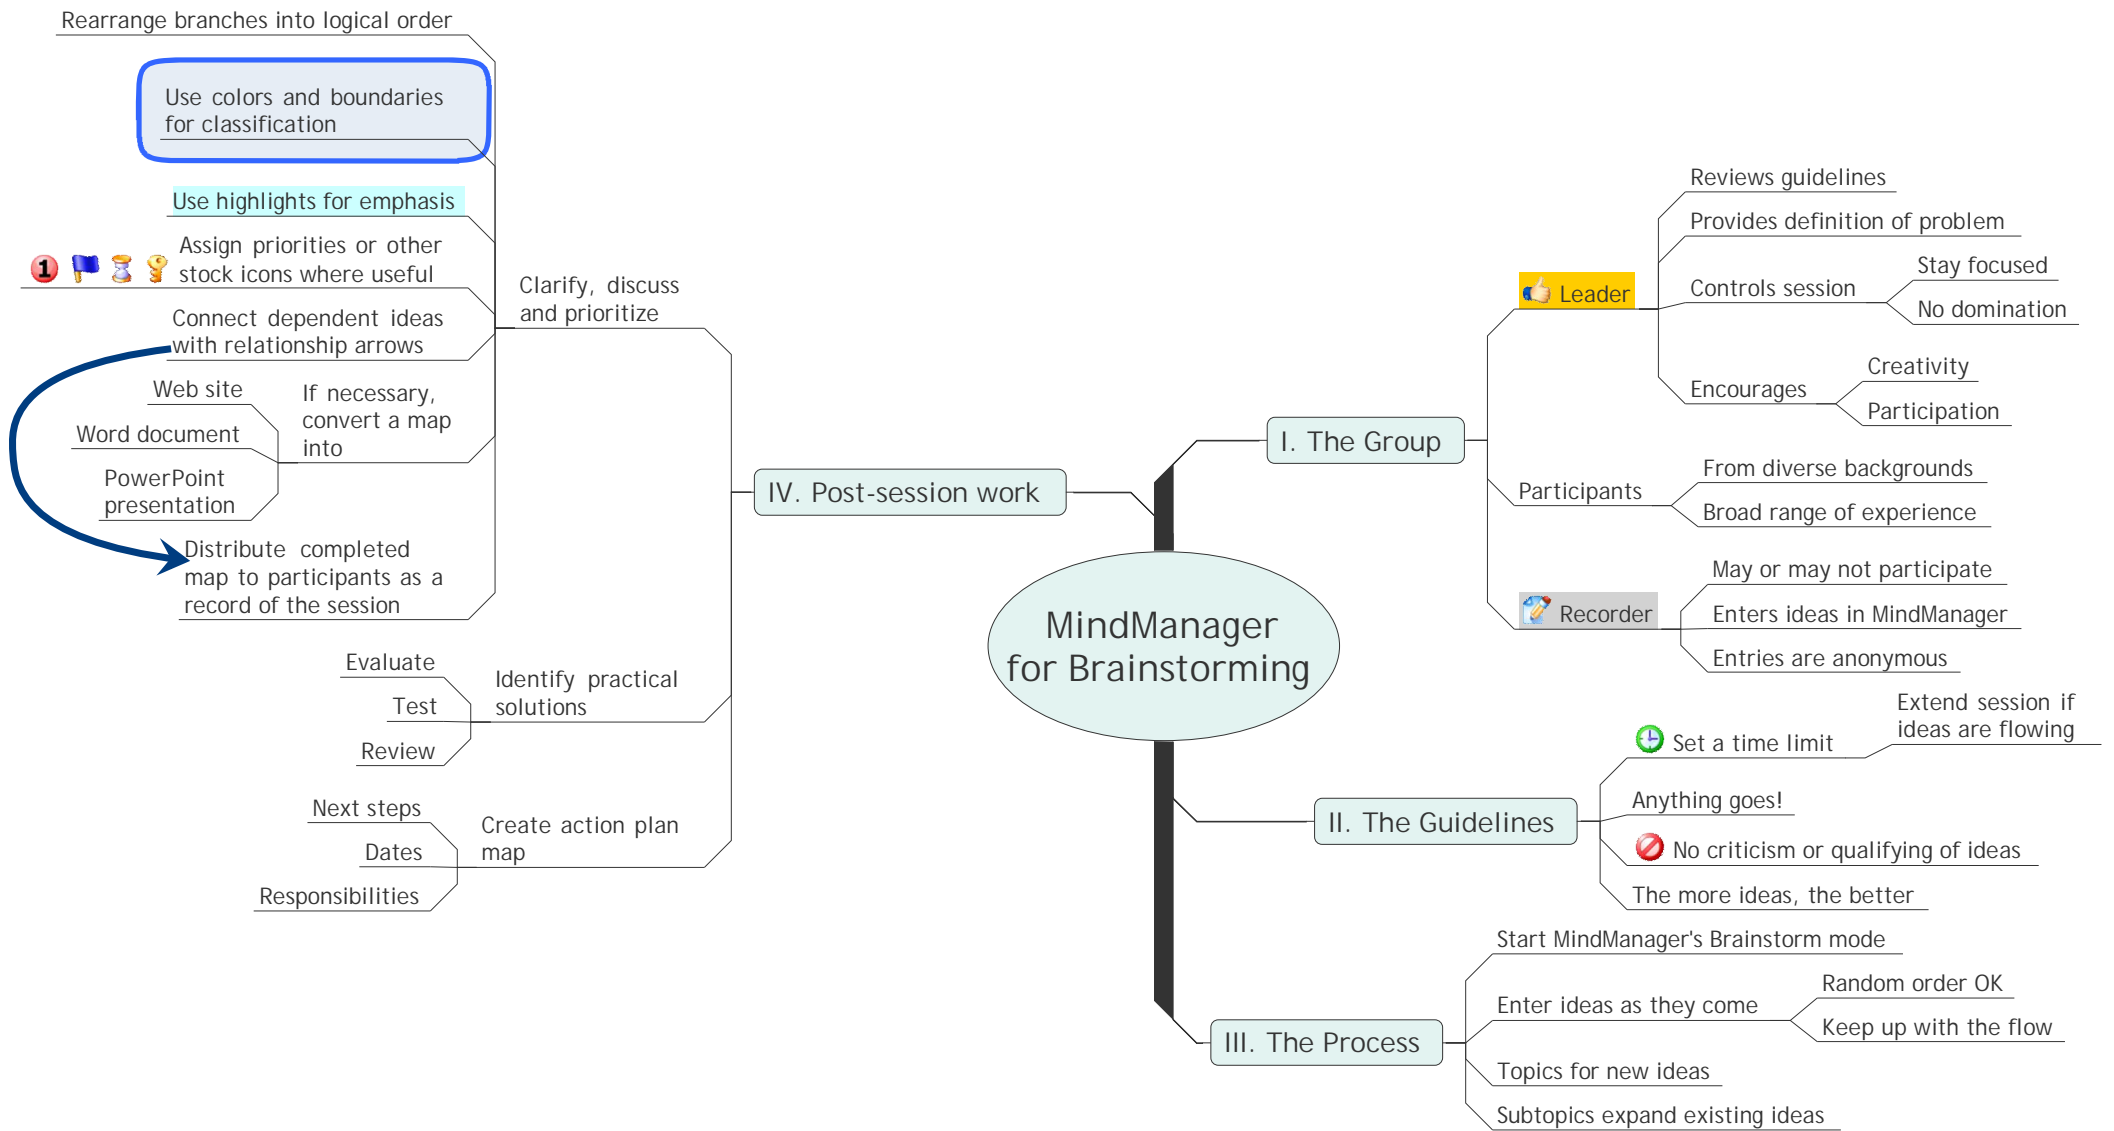 MindManager
for Brainstorming
I. The Group
Leader
Reviews guidelines
Provides definition of problem
Controls session
Stay focused
No domination
Encourages
Creativity
Participation
Participants
From diverse backgrounds
Broad range of experience
Recorder
May or may not participate
Enters ideas in MindManager
Entries are anonymous
II. The Guidelines
Set a time limit
Extend session if
ideas are flowing
Anything goes!
No criticism or qualifying of ideas
The more ideas, the better
III. The Process
Start MindManager's Brainstorm mode
Enter ideas as they come
Random order OK
Keep up with the flow
Topics for new ideas
Subtopics expand existing ideas
IV. Post-session work
Clarify, discuss
and prioritize
Rearrange branches into logical order
Use colors and boundaries
for classification
Use highlights for emphasis
1
Assign priorities or other
stock icons where useful
Connect dependent ideas
with relationship arrows
If necessary,
convert a map
into
Web site
Word document
PowerPoint
presentation
Distribute completed
map to participants as a
record of the session
Identify practical
solutions
Evaluate
Test
Review
Create action plan
map
Next steps
Dates
Responsibilities